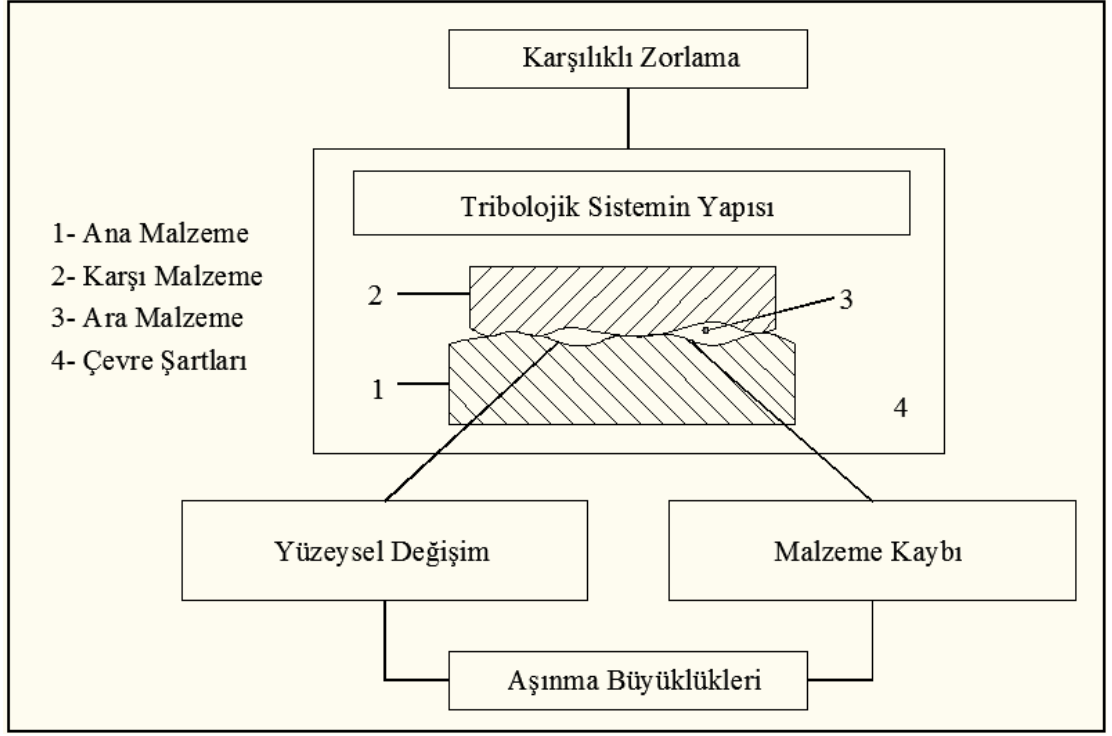 Karşılıklı Zorlama
Tribolojik Sistemin Yapısı
1- Ana Malzeme
2- Karşı Malzeme
3- Ara Malzeme
4- Çevre Şartları
2
3
1
4
Yüzeysel Değişim
Malzeme Kaybı
Aşınma Büyüklükleri